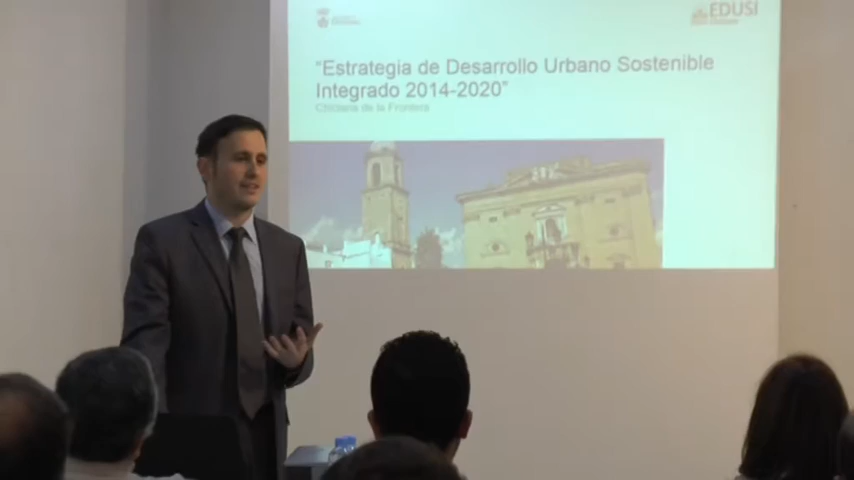 EDUSI
"Estrategia de Desarrollo Urbano Sostenible
Integrado 2014-2020"
Chiclana de la Frontera